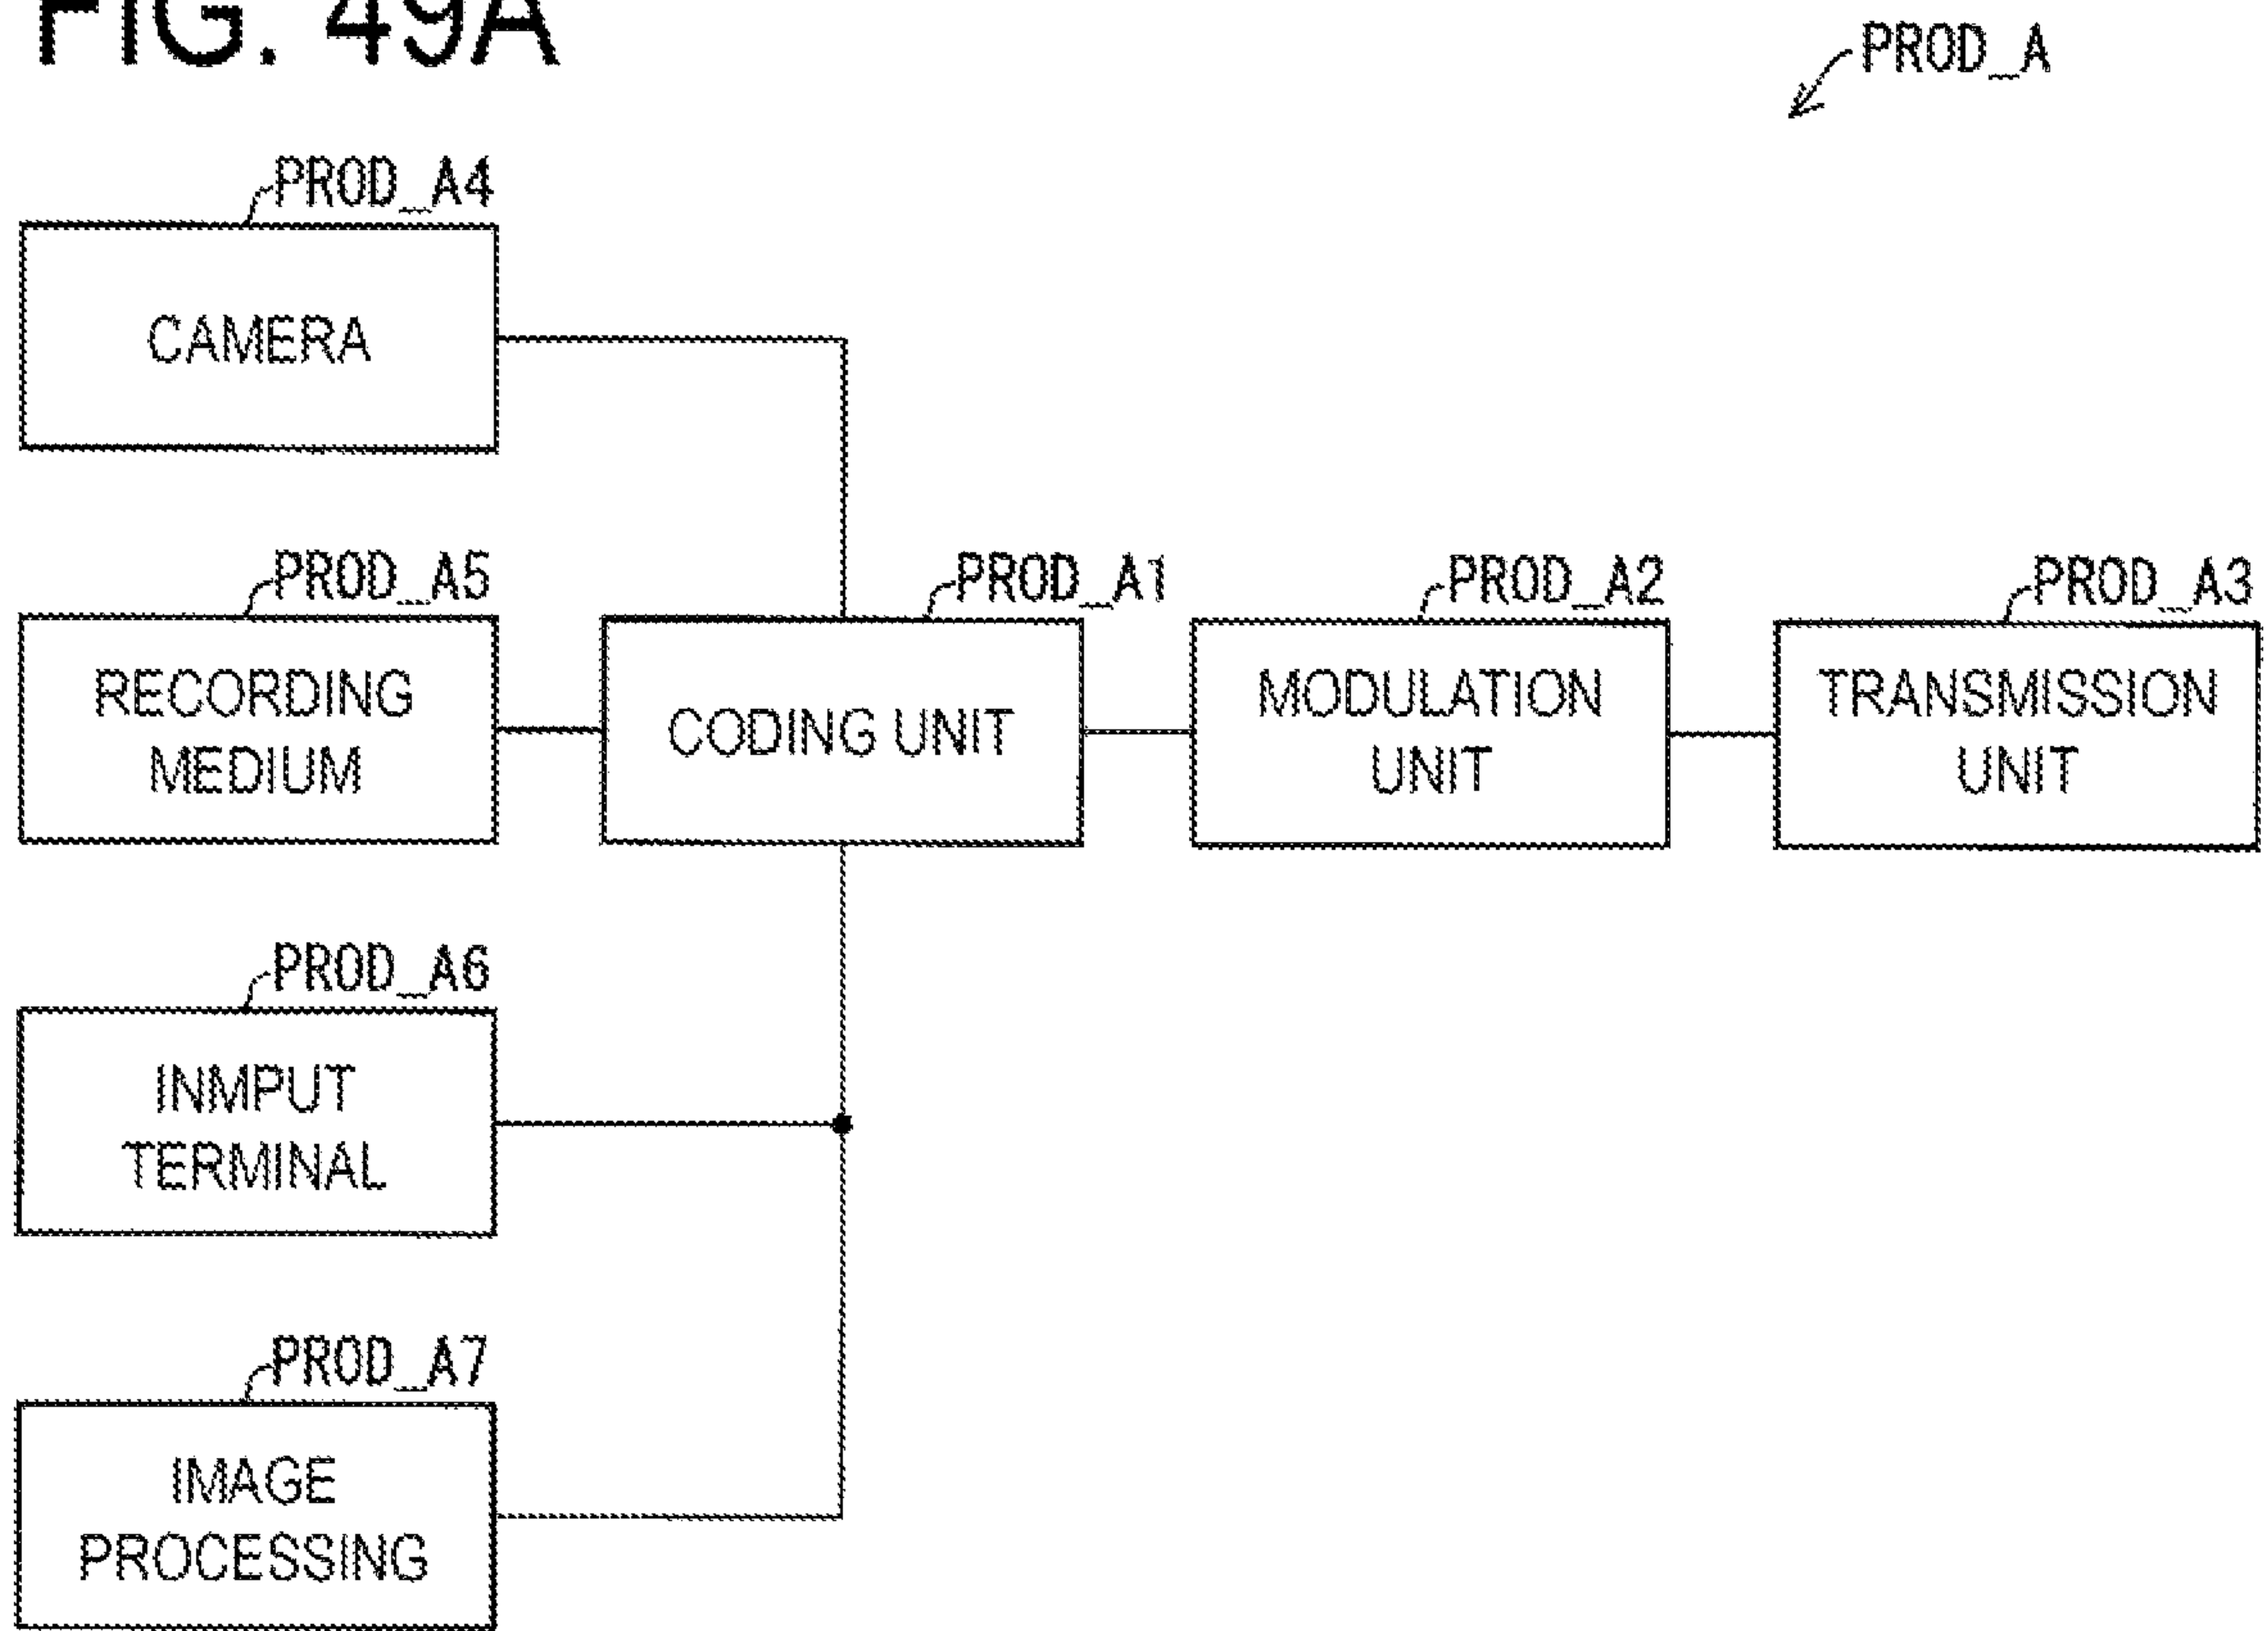 FIG. 49A
PROD_A
PROD_A4
CAMERA
PROD_A5
RECORDING
MEDIUM
PROD_A1
CODING UNIT
PROD_A2
MODULATION
UNIT
PROD_A3
TRANSMISSION
UNIT
PROD_A6
INMPUT
TERMINAL
PROD_A7
IMAGE
PROCESSING